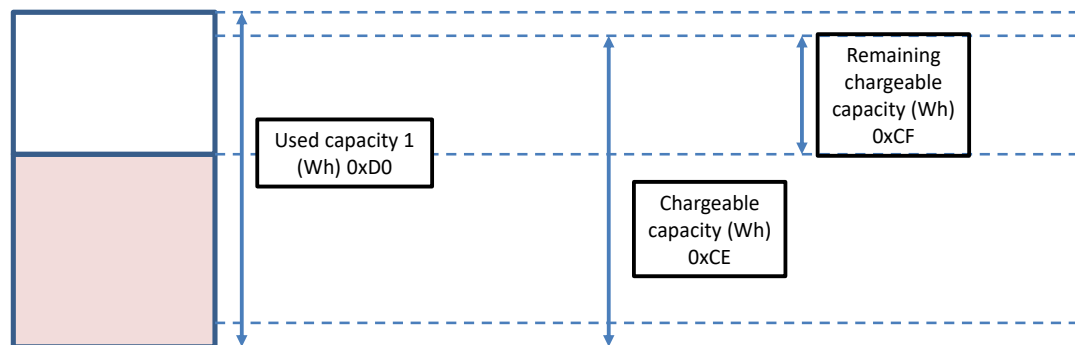 Used capacity 1
(Wh) 0xD0
Chargeable
capacity (Wh)
0xCE
Remaining
chargeable
capacity (Wh)
0xCF